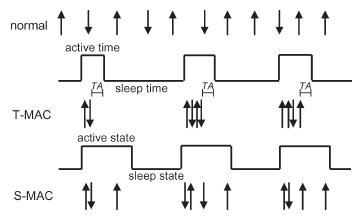 normal
active time
TA
TA
TA
sleep time
T-MAC
active state
sleep state
S-MAC